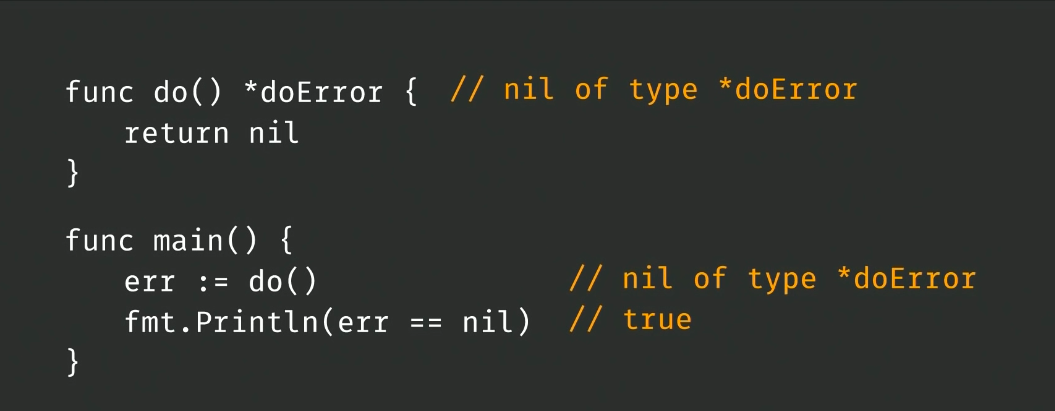 func do() *doError {  // nil of type *doError
    return nil
}

func main() {
    err := do()                 // nil of type *doError
    fmt.Println(err == nil)  // true
}